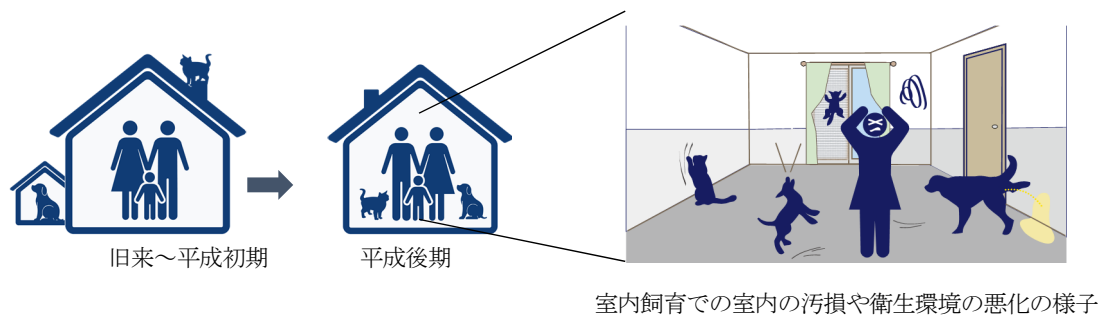 旧来～平成初期
平成後期
室内飼育での室内の汚損や衛生環境の悪化の様子